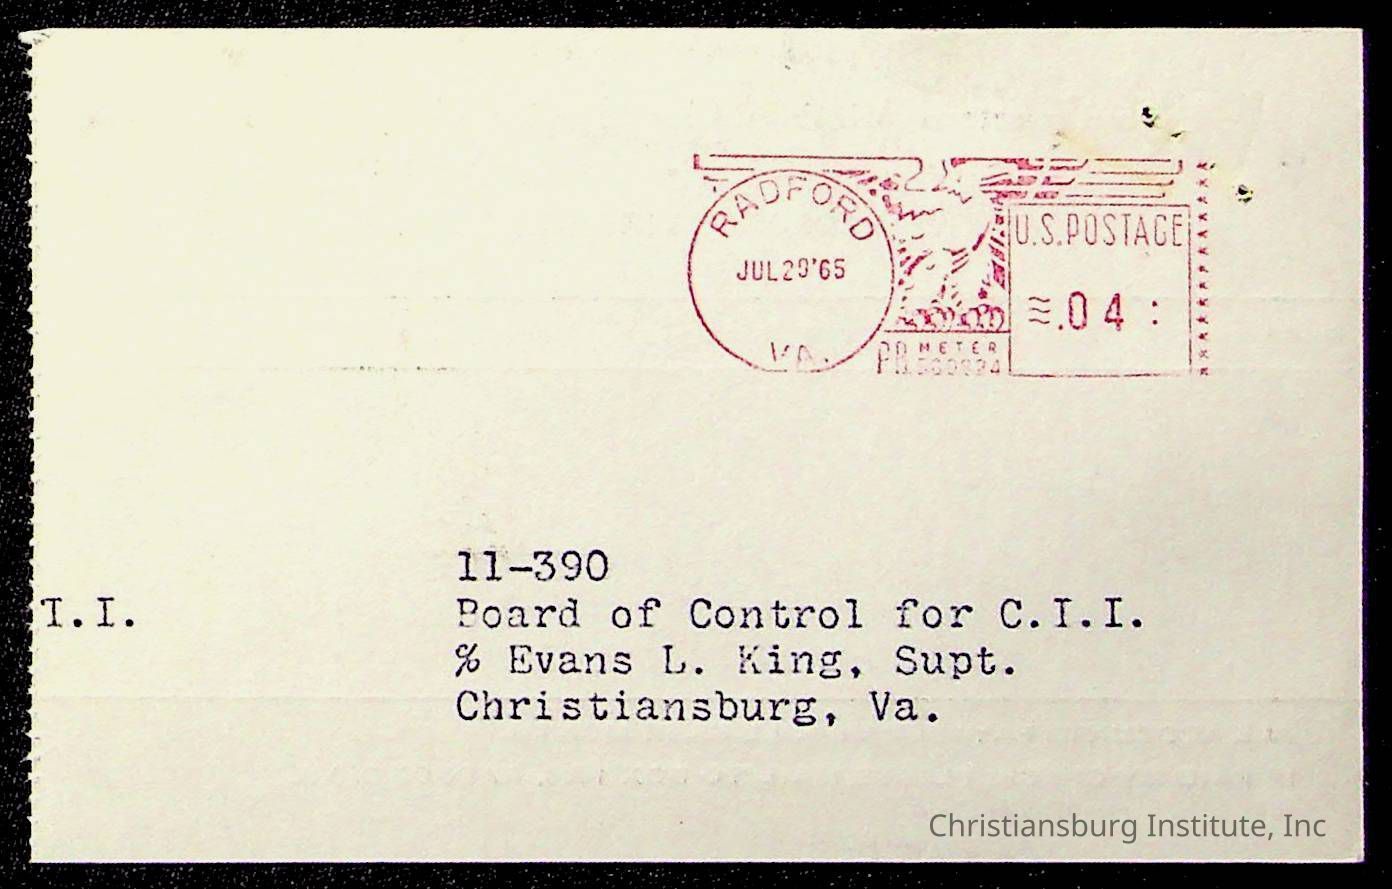 RADFORD
JUL 29 '65
VA.
PB METER
U.S. POSTAGE
.04
11-390
T.I.
Board of Control for C.I.I.
% Evans L. King, Supt.
Christiansburg, Va.
Christiansburg Institute, Inc